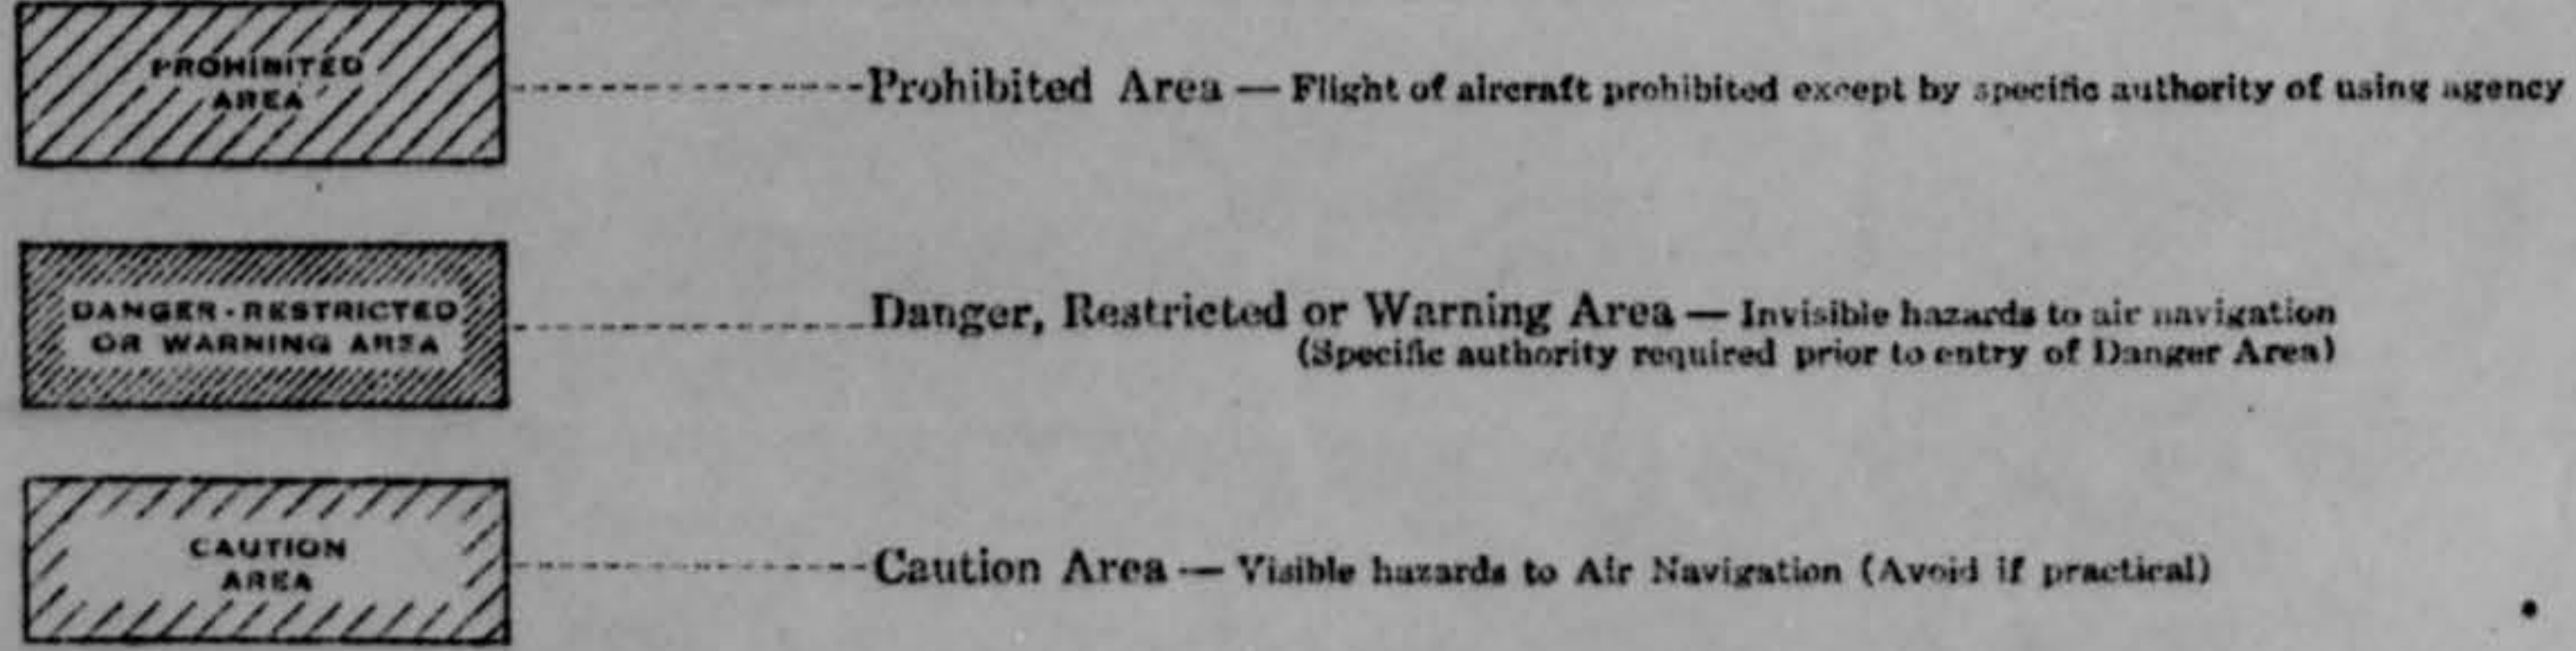 PROHIBITED
AREA
Prohibited Area — Flight of aircraft prohibited except by specific authority of using agency
DANGER - RESTRICTED
OR WARNING AREA
Danger, Restricted or Warning Area — Invisible hazards to air navigation
(Specific authority required prior to entry of Danger Area)
CAUTION
AREA
Caution Area — Visible hazards to Air Navigation (Avoid if practical)